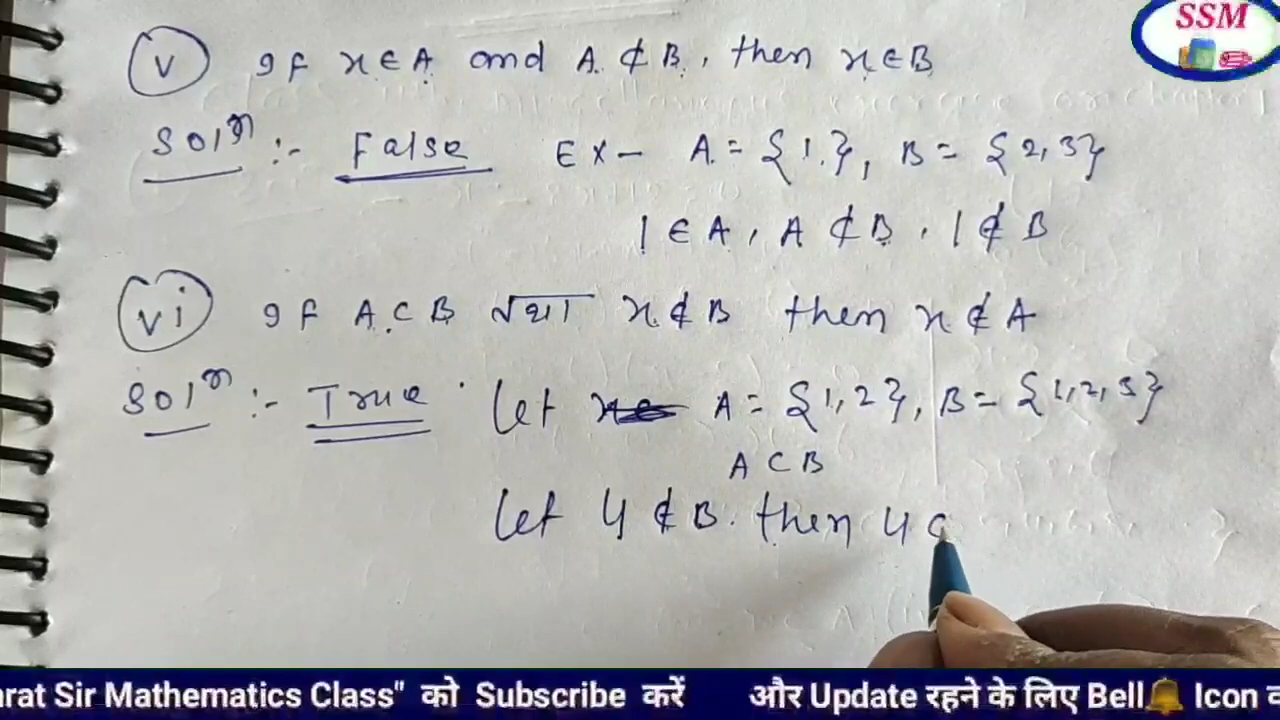 SSM
(v) If x ∈ A and A ⊄ B, then x ∈ B
Solⁿ :- False Ex - A = {1}, B = {2, 3}
1 ∈ A, A ⊄ B, 1 ∉ B
(vi) If A ⊂ B तथा x ∉ B then x ∉ A
Solⁿ :- True Let A = {1, 2}, B = {1, 2, 3}
A ⊂ B
Let 4 ∉ B. then 4
arat Sir Mathematics Class" को Subscribe करें और Update रहने के लिए Bell🔔 Icon